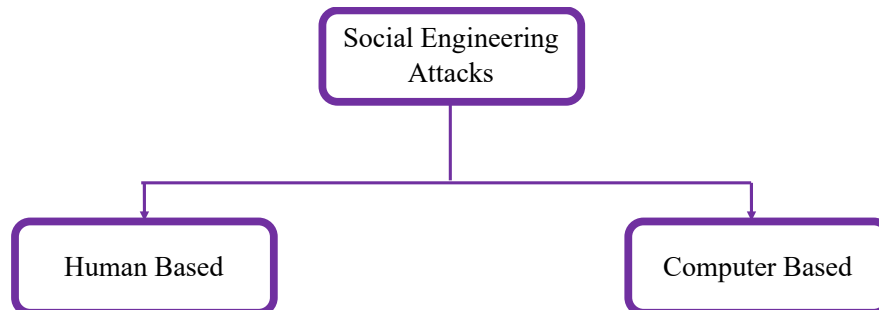 Social Engineering
Attacks
Human Based
Computer Based